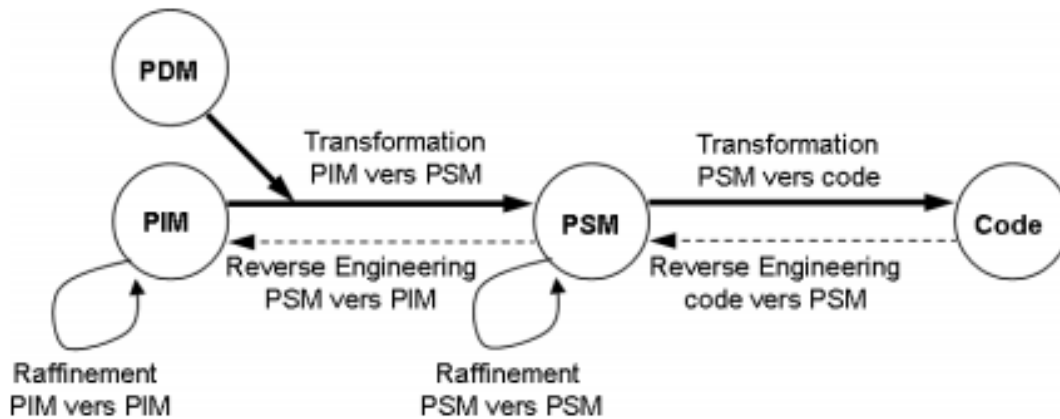 PDM
Transformation
PIM vers PSM
Transformation
PSM vers code
PIM
PSM
Code
Reverse Engineering
PSM vers PIM
Reverse Engineering
code vers PSM
Raffinement
PIM vers PIM
Raffinement
PSM vers PSM